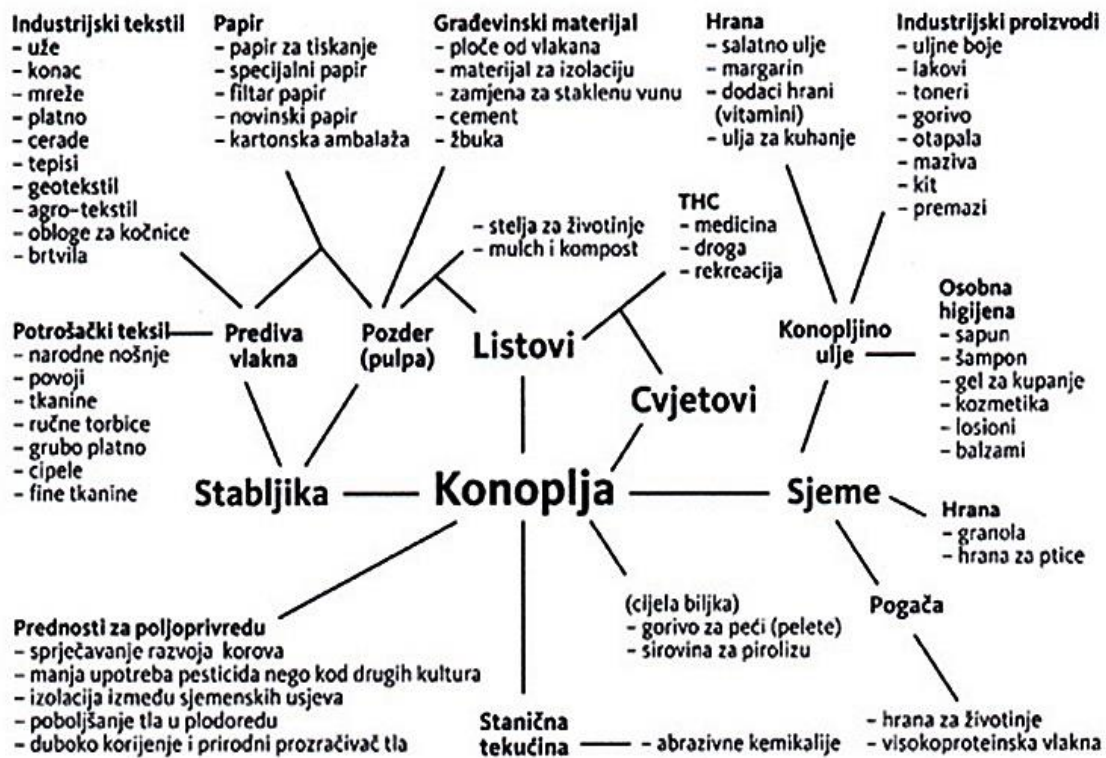 Industrijski tekstil
- uže
- konac
- mreže
- platno
- cerade
- tepisi
- geotekstil
- agro-tekstil
- obloge za kočnice
- brtvila
Papir
- papir za tiskanje
- specijalni papir
- filtar papir
- novinski papir
- kartonska ambalaža
Građevinski materijal
- ploče od vlakana
- materijal za izolaciju
- zamjena za staklenu vunu
- cement
- žbuka
Hrana
- salatno ulje
- margarin
- dodaci hrani
(vitamini)
- ulja za kuhanje
Industrijski proizvodi
- uljne boje
- lakovi
- toneri
- gorivo
- otapala
- maziva
- kit
- premazi
- stelja za životinje
- mulch i kompost
THC
- medicina
- droga
- rekreacija
Potrošački teksil
- narodne nošnje
- povoji
- tkanine
- ručne torbice
- grubo platno
- cipele
- fine tkanine
Prediva
vlakna
Pozder
(pulpa)
Listovi
Cvjetovi
Konopljino
ulje
Osobna
higijena
- sapun
- šampon
- gel za kupanje
- kozmetika
- losioni
- balzami
Stabljika
Konoplja
Sjeme
Hrana
- granola
- hrana za ptice
Prednosti za poljoprivredu
- sprječavanje razvoja korova
- manja upotreba pesticida nego kod drugih kultura
- izolacija između sjemenskih usjeva
- poboljšanje tla u plodoredu
- duboko korijenje i prirodni prozračivač tla
Stanična
tekućina
- abrazivne kemikalije
(cijela biljka)
- gorivo za peći (pelete)
- sirovina za pirolizu
Pogača
- hrana za životinje
- visokoproteinska vlakna